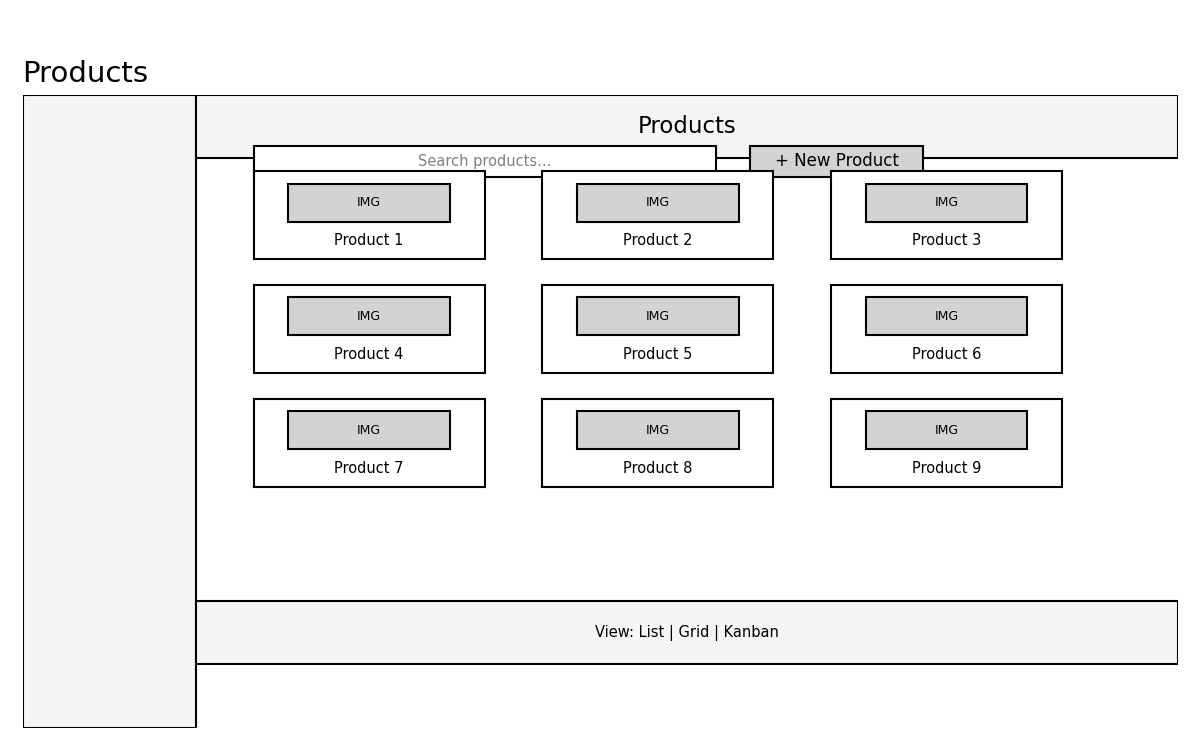 Products
Products
Search products...
+ New Product
IMG
IMG
IMG
Product 1
Product 2
Product 3
IMG
IMG
IMG
Product 4
Product 5
Product 6
IMG
IMG
IMG
Product 7
Product 8
Product 9
View: List | Grid | Kanban